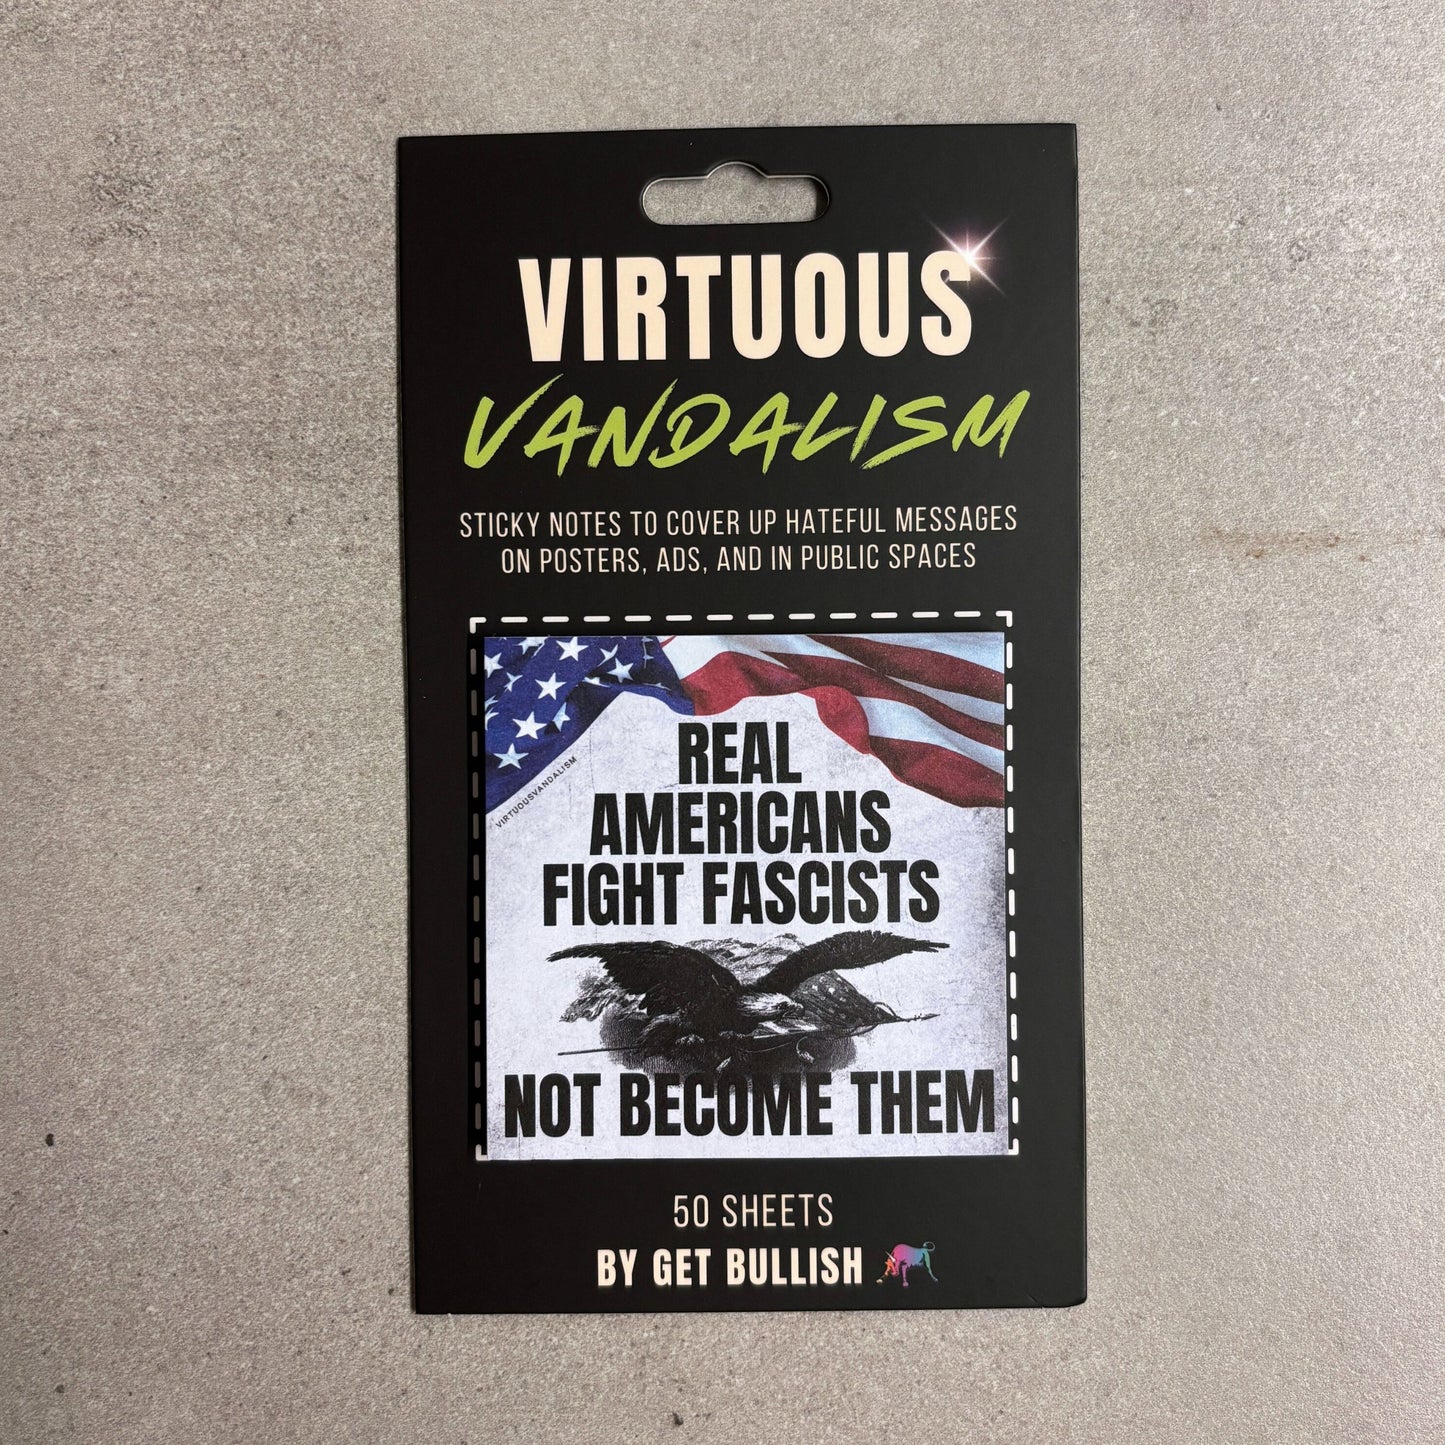 VIRTUOUS
VANDALISM
STICKY NOTES TO COVER UP HATEFUL MESSAGES
ON POSTERS, ADS, AND IN PUBLIC SPACES
VIRTUOUSVANDALISM
REAL
AMERICANS
FIGHT FASCISTS
NOT BECOME THEM
50 SHEETS
BY GET BULLISH